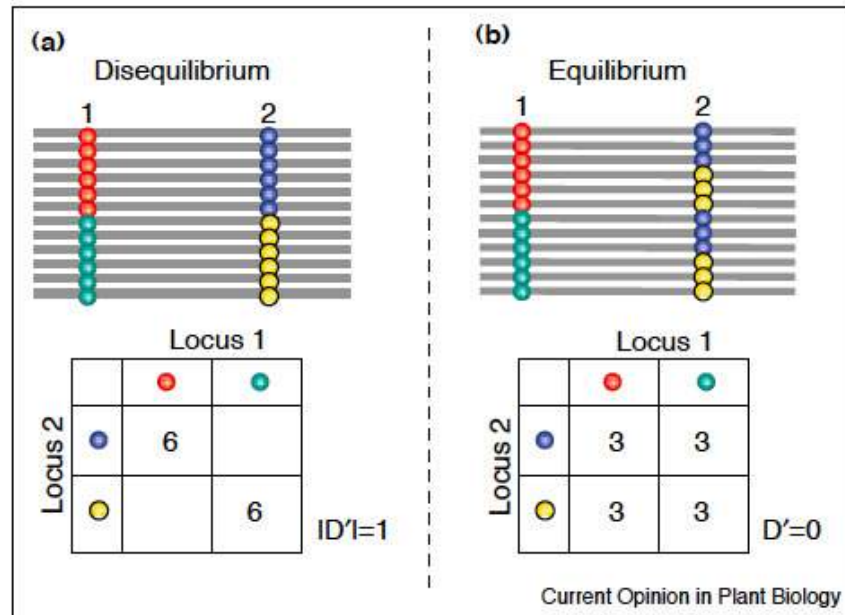 (a)
Disequilibrium
1 2
Locus 1
Locus 2
6
6
|D'|=1
(b)
Equilibrium
1 2
Locus 1
Locus 2
3 3
3 3
D'=0
Current Opinion in Plant Biology